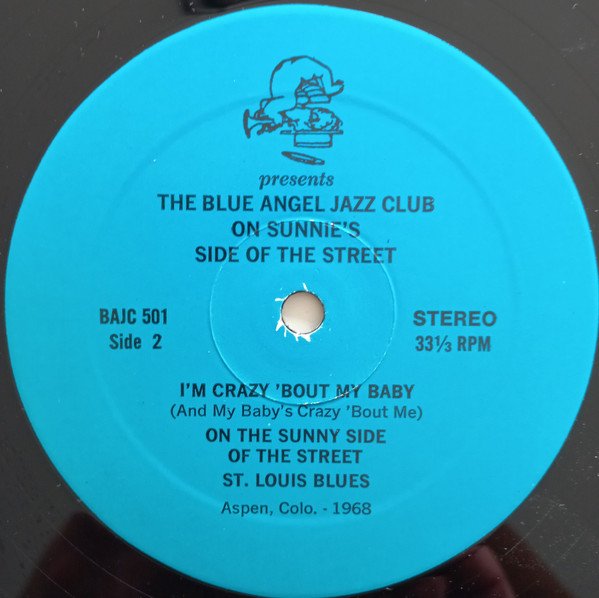 presents
THE BLUE ANGEL JAZZ CLUB
ON SUNNIE'S
SIDE OF THE STREET
BAJC 501
Side 2
STEREO
33⅓ RPM
I'M CRAZY 'BOUT MY BABY
(And My Baby's Crazy 'Bout Me)
ON THE SUNNY SIDE
OF THE STREET
ST. LOUIS BLUES
Aspen, Colo. - 1968